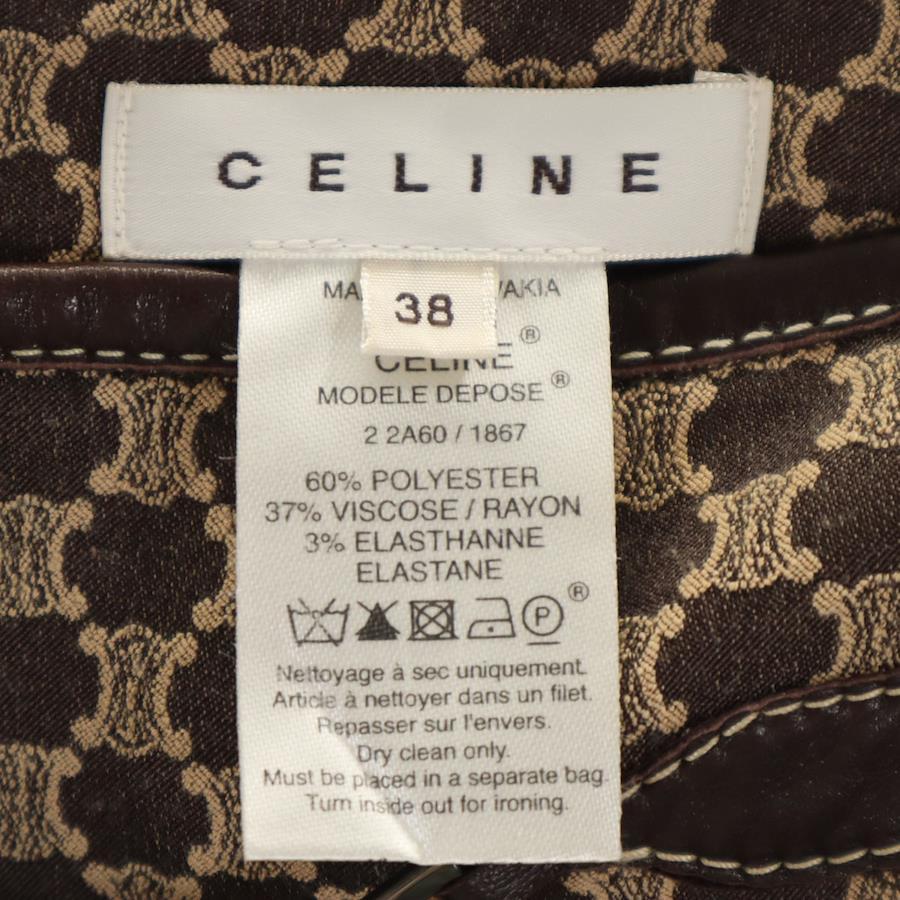 CELINE
38
CELINE®
MODELE DEPOSE®
2 2A60 / 1867
60% POLYESTER
37% VISCOSE / RAYON
3% ELASTHANNE
ELASTANE
P ®
Nettoyage à sec uniquement.
Article à nettoyer dans un filet.
Repasser sur l'envers.
Dry clean only.
Must be placed in a separate bag.
Turn inside out for ironing.